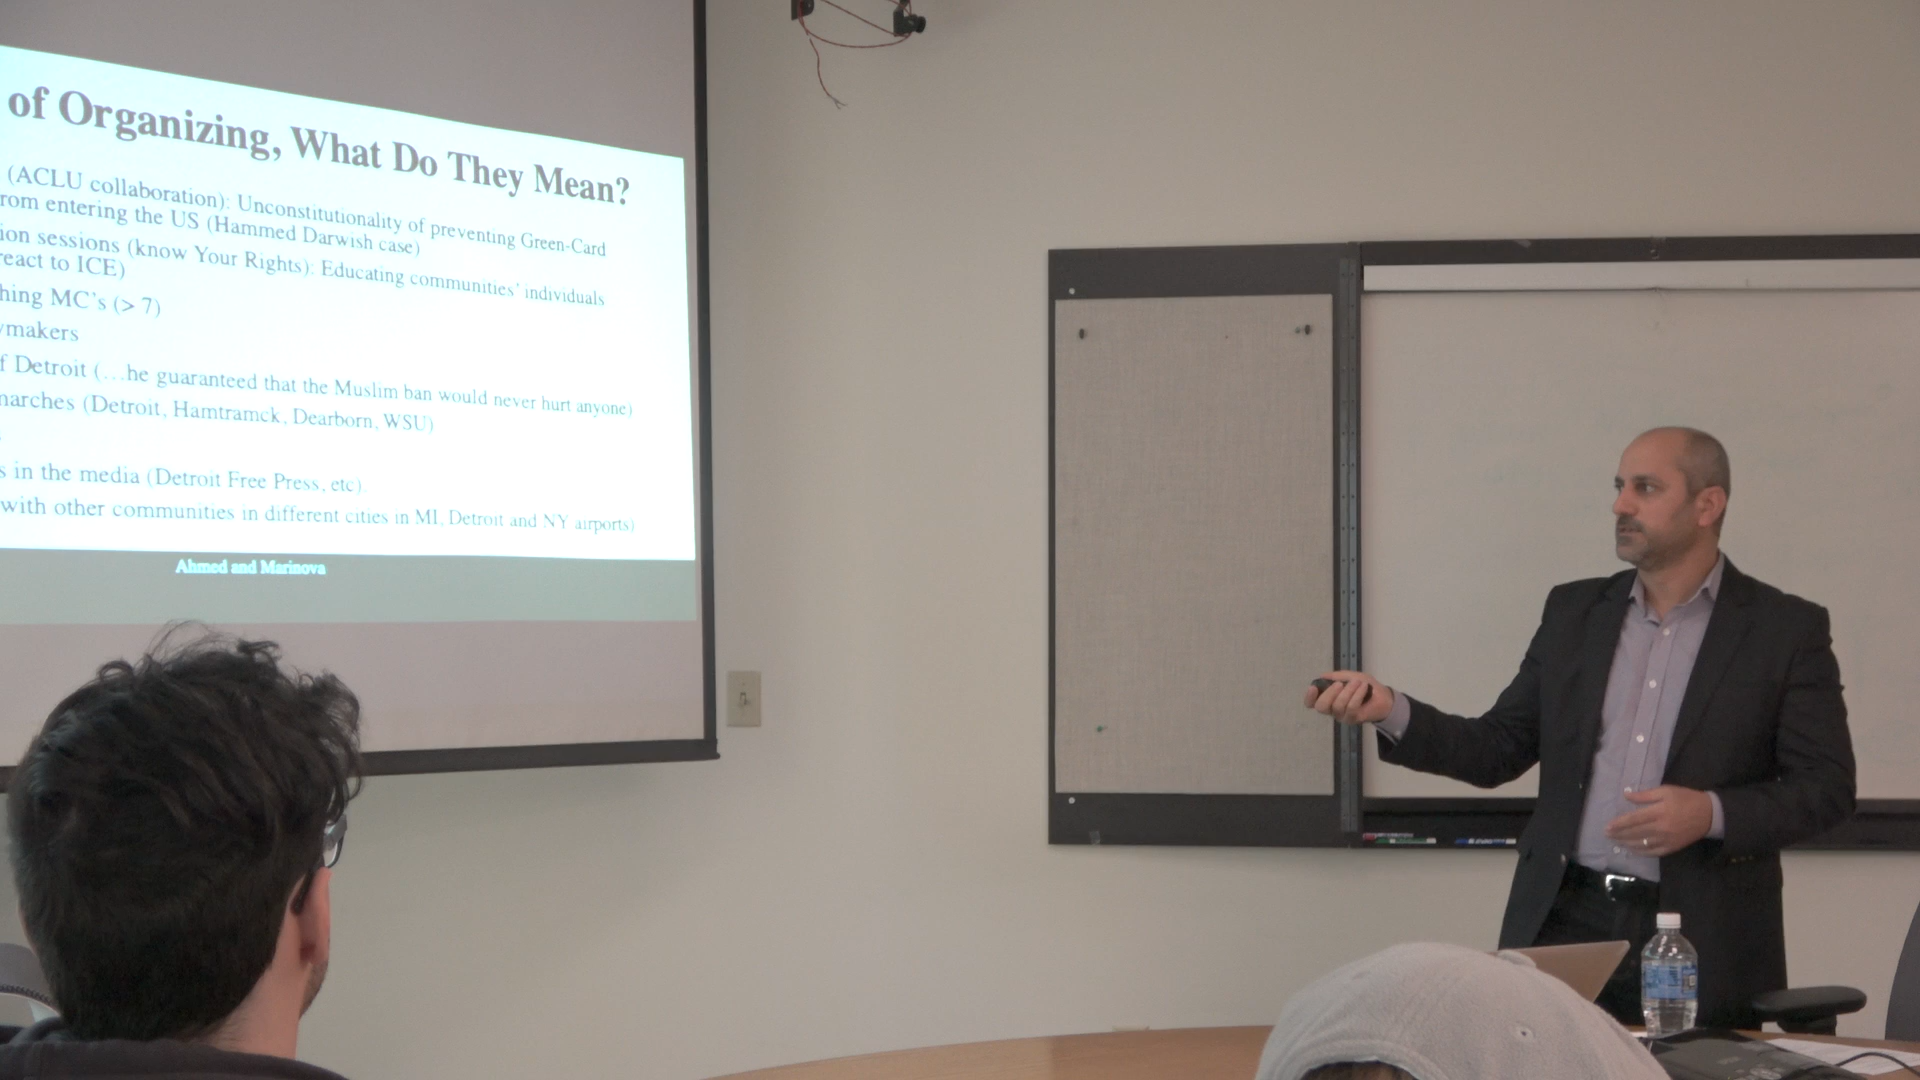 of Organizing, What Do They Mean?
(ACLU collaboration): Unconstitutionality of preventing Green-Card
rom entering the US (Hammed Darwish case)
ion sessions (know Your Rights): Educating communities' individuals
react to ICE)
hing MC's (> 7)
ymakers
f Detroit (…he guaranteed that the Muslim ban would never hurt anyone)
marches (Detroit, Hamtramck, Dearborn, WSU)
s in the media (Detroit Free Press, etc).
with other communities in different cities in MI, Detroit and NY airports)
Ahmed and Marinova